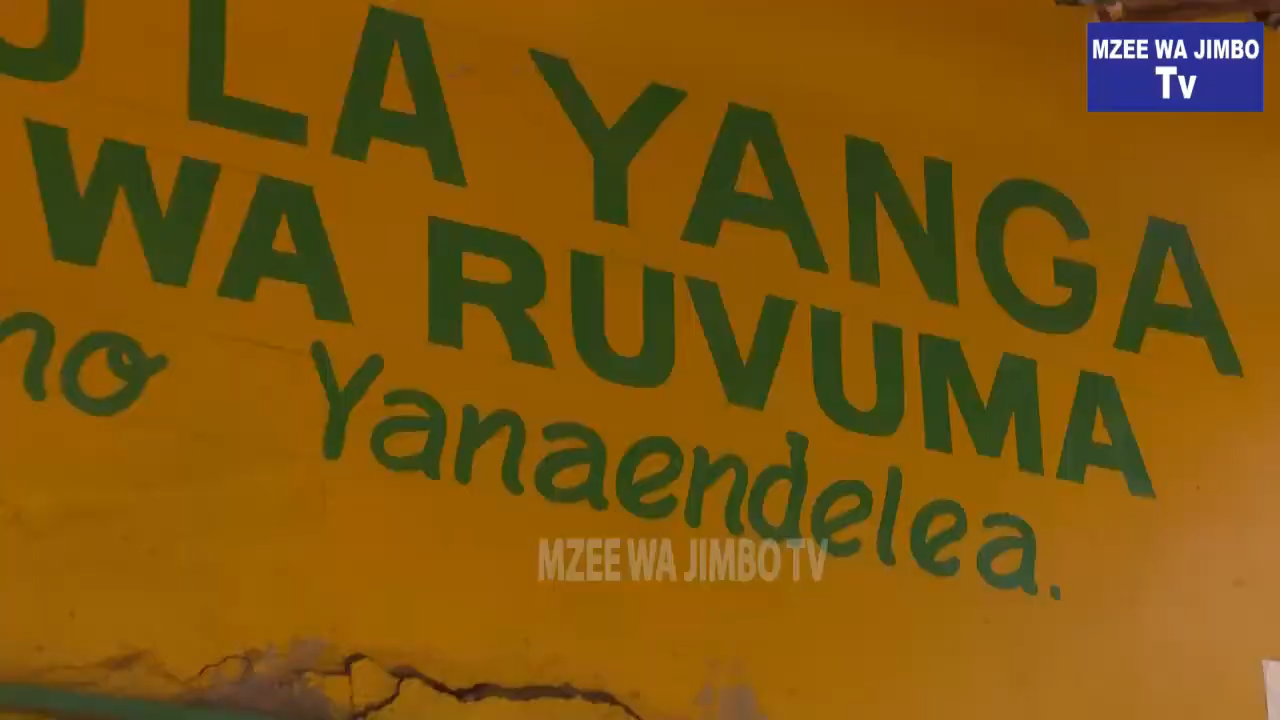 LA YANGA
WA RUVUMA
Yanaendelea.
MZEE WA JIMBO
Tv
MZEE WA JIMBO TV